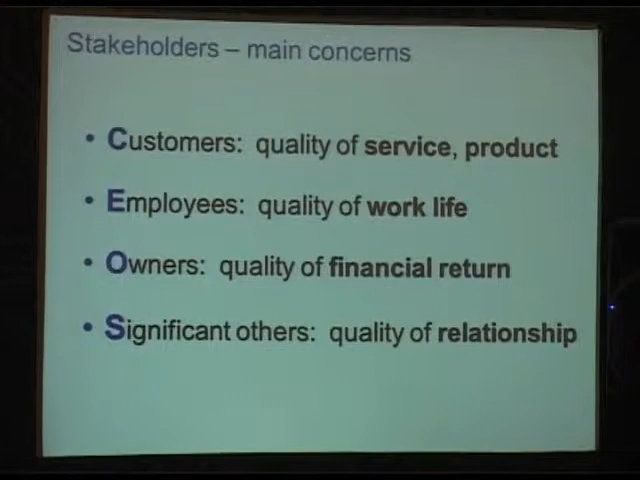 Stakeholders – main concerns
• Customers: quality of service, product
• Employees: quality of work life
• Owners: quality of financial return
• Significant others: quality of relationship